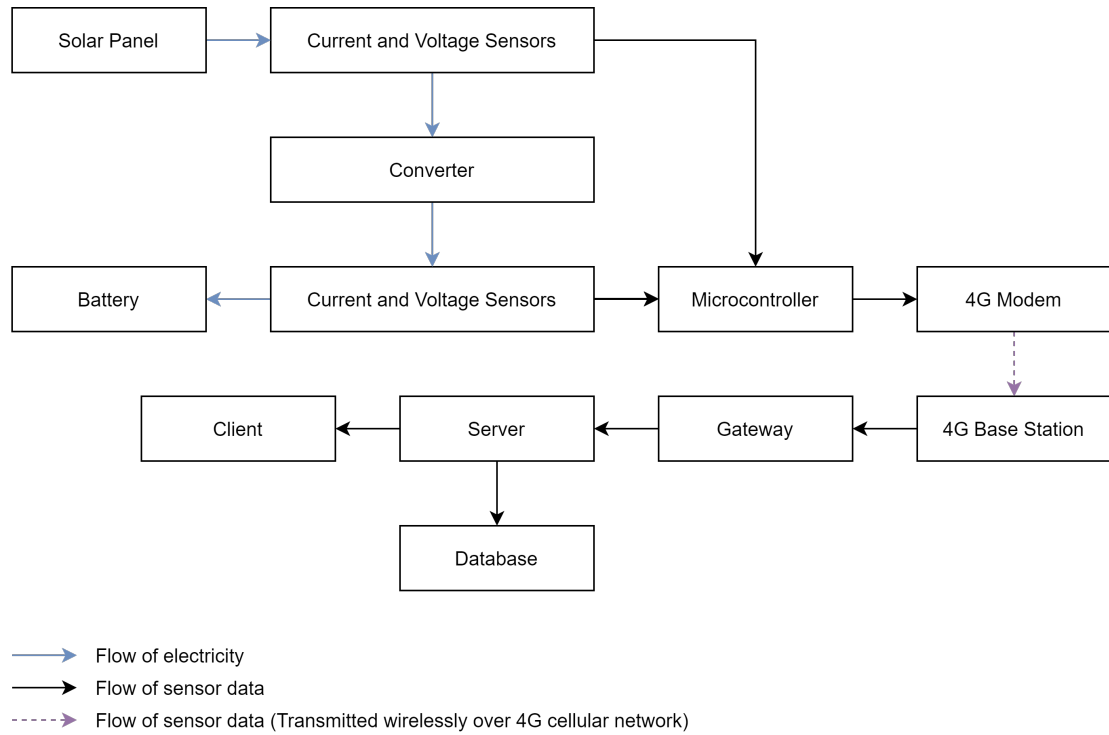 Solar Panel
Current and Voltage Sensors
Converter
Battery
Current and Voltage Sensors
Microcontroller
4G Modem
Client
Server
Gateway
4G Base Station
Database
Flow of electricity
Flow of sensor data
Flow of sensor data (Transmitted wirelessly over 4G cellular network)